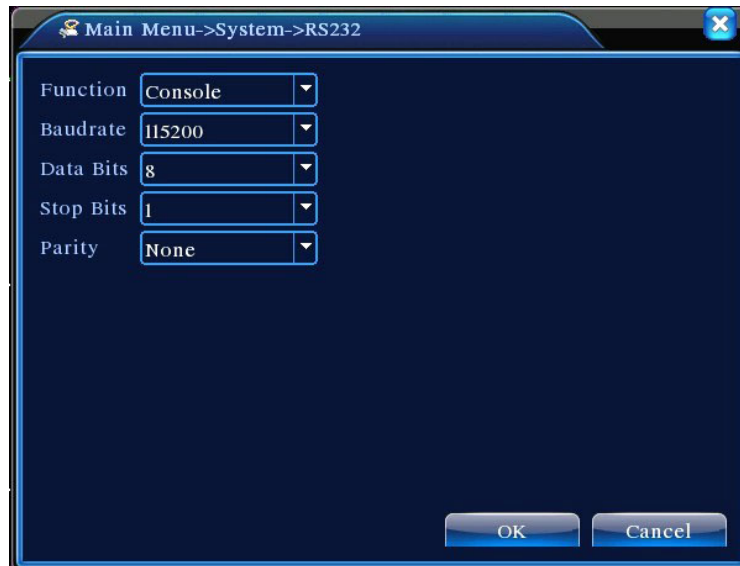 Main Menu->System->RS232
Function Console
Baudrate 115200
Data Bits 8
Stop Bits 1
Parity None
OK Cancel